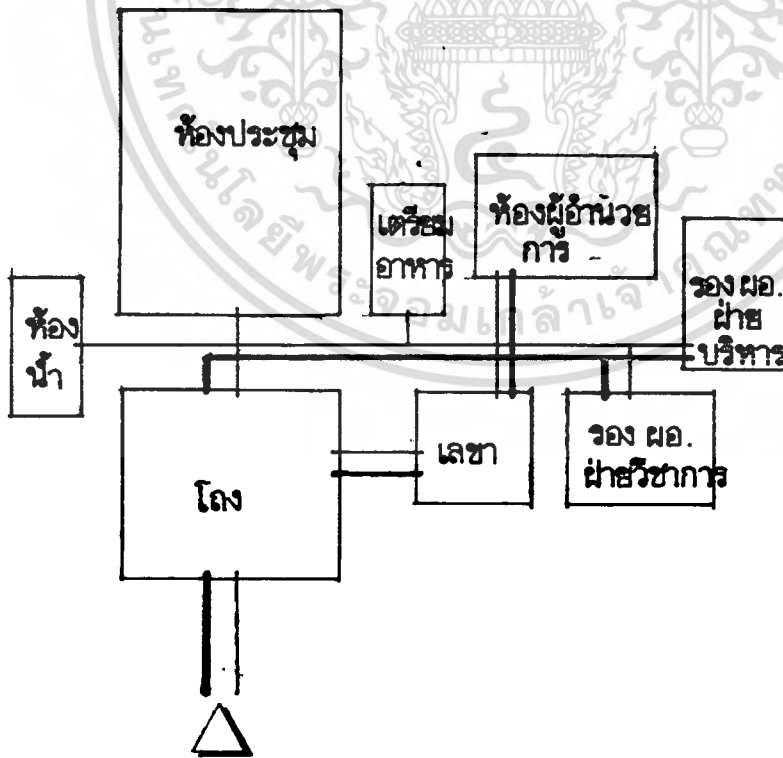 ห้องประชุม
เตรียม
อาหาร
ห้องผู้อำนวย
การ
รอง ผอ.
ฝ่าย
บริหาร
ห้อง
น้ำ
โถง
เลขา
รอง ผอ.
ฝ่ายวิชาการ